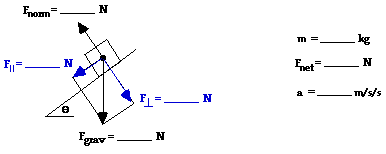 Fnorm = ______ N
m = ______ kg
F|| = ______ N
Fnet = ______ N
F⊥ = ______ N
a = ______ m/s/s
θ
Fgrav = ______ N